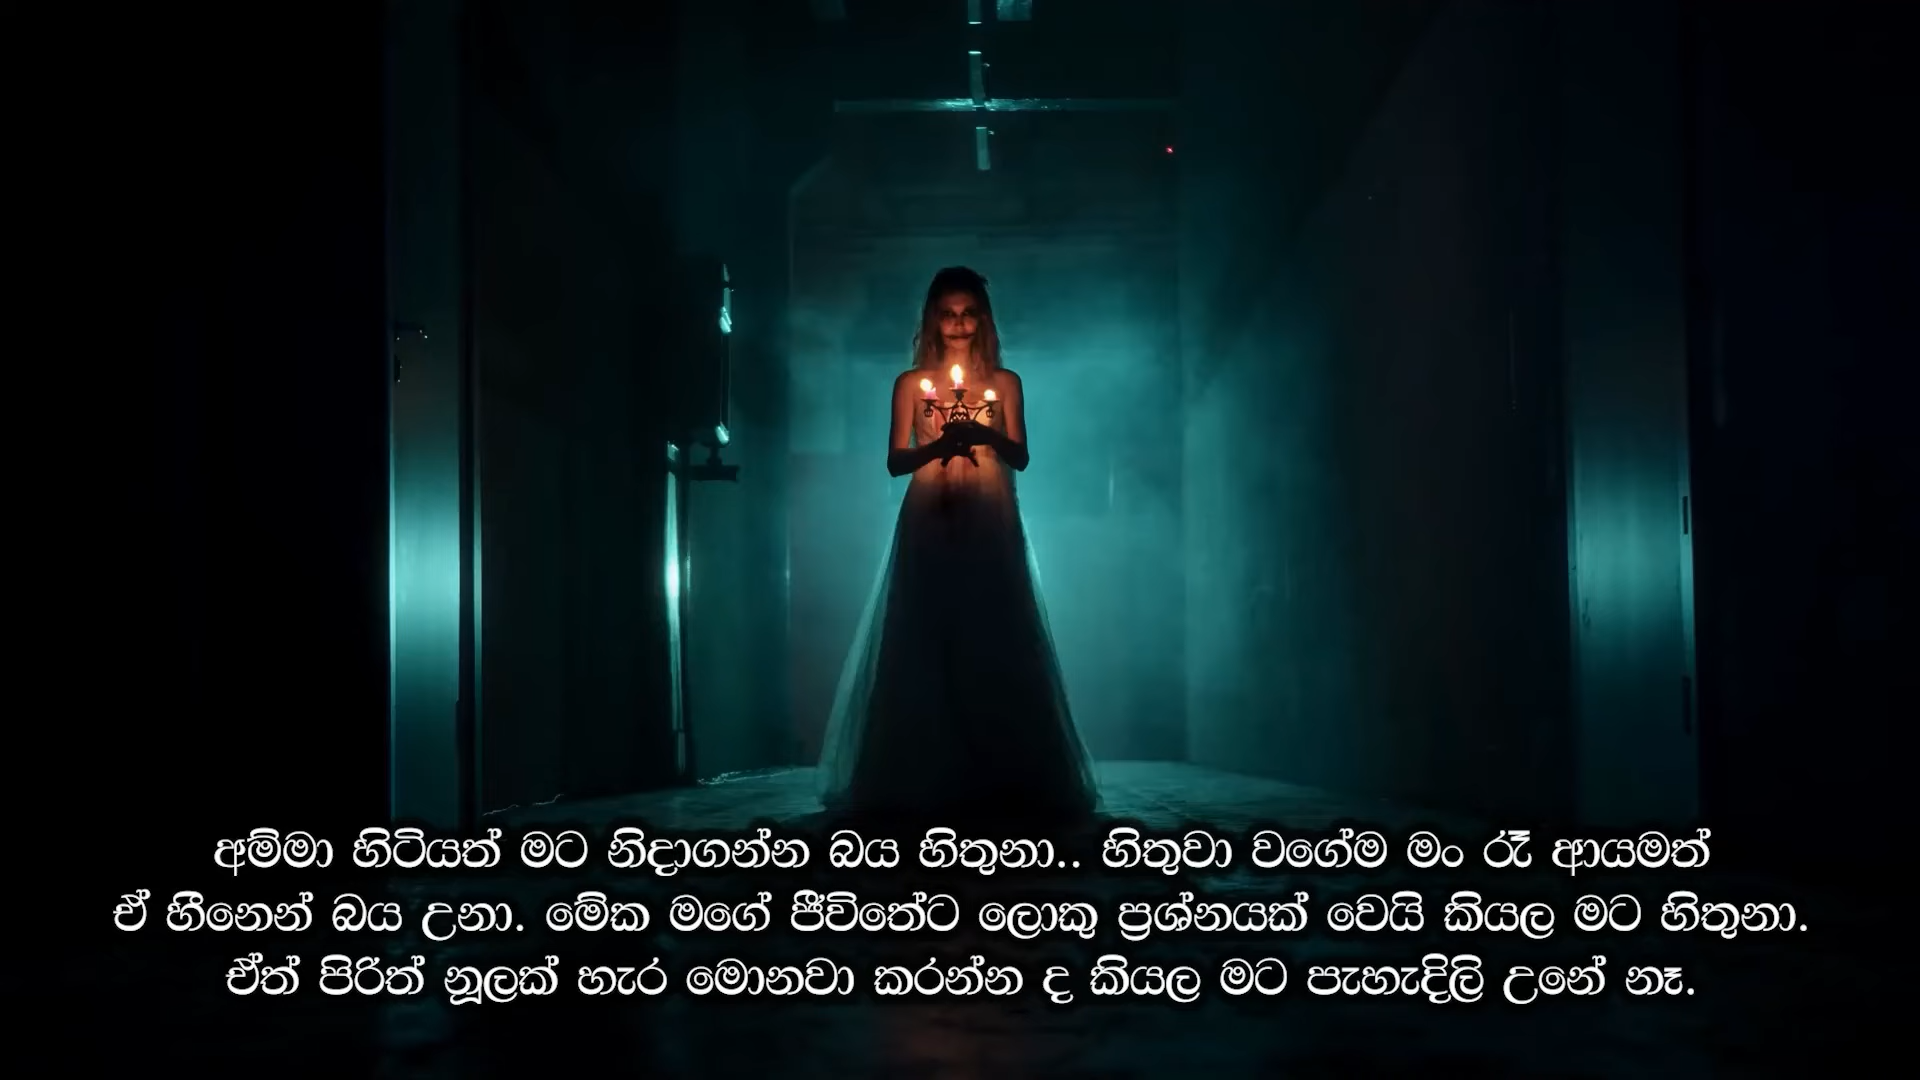 අම්මා හිටියත් මට නිදාගන්න බය හිතුනා.. හිතුවා වගේම මං රෑ ආයමත්
ඒ හීනෙන් බය උනා. මේක මගේ ජීවිතේට ලොකු ප්‍රශ්නයක් වෙයි කියල මට හිතුනා.
ඒත් පිරිත් නූලක් හැර මොනවා කරන්න ද කියල මට පැහැදිලි උනේ නෑ.